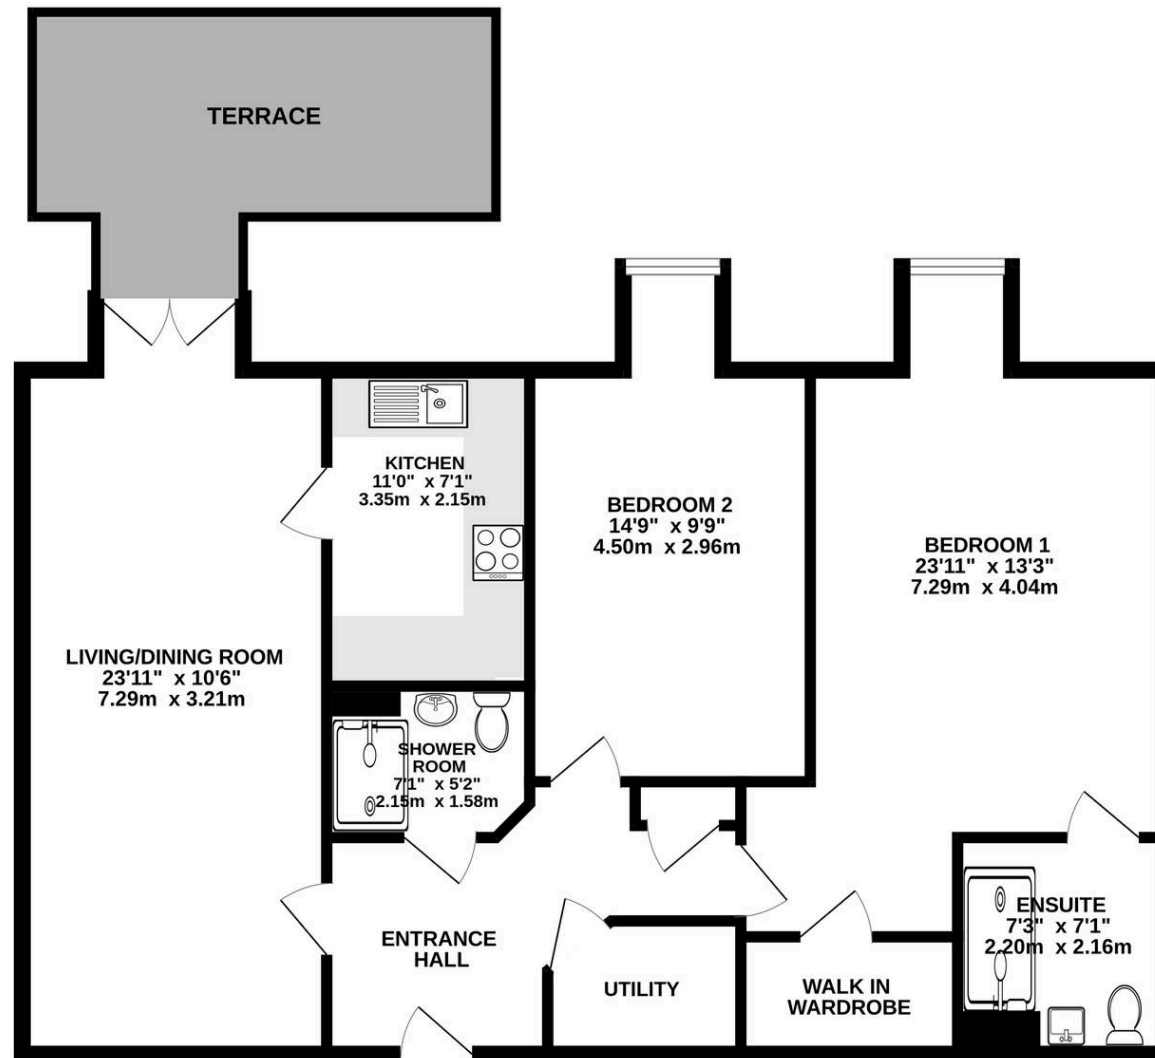 TERRACE
KITCHEN
11'0" x 7'1"
3.35m x 2.15m
BEDROOM 2
14'9" x 9'9"
4.50m x 2.96m
BEDROOM 1
23'11" x 13'3"
7.29m x 4.04m
LIVING/DINING ROOM
23'11" x 10'6"
7.29m x 3.21m
SHOWER
ROOM
7'1" x 5'2"
2.15m x 1.58m
ENSUITE
7'3" x 7'1"
2.20m x 2.16m
ENTRANCE
HALL
UTILITY
WALK IN
WARDROBE